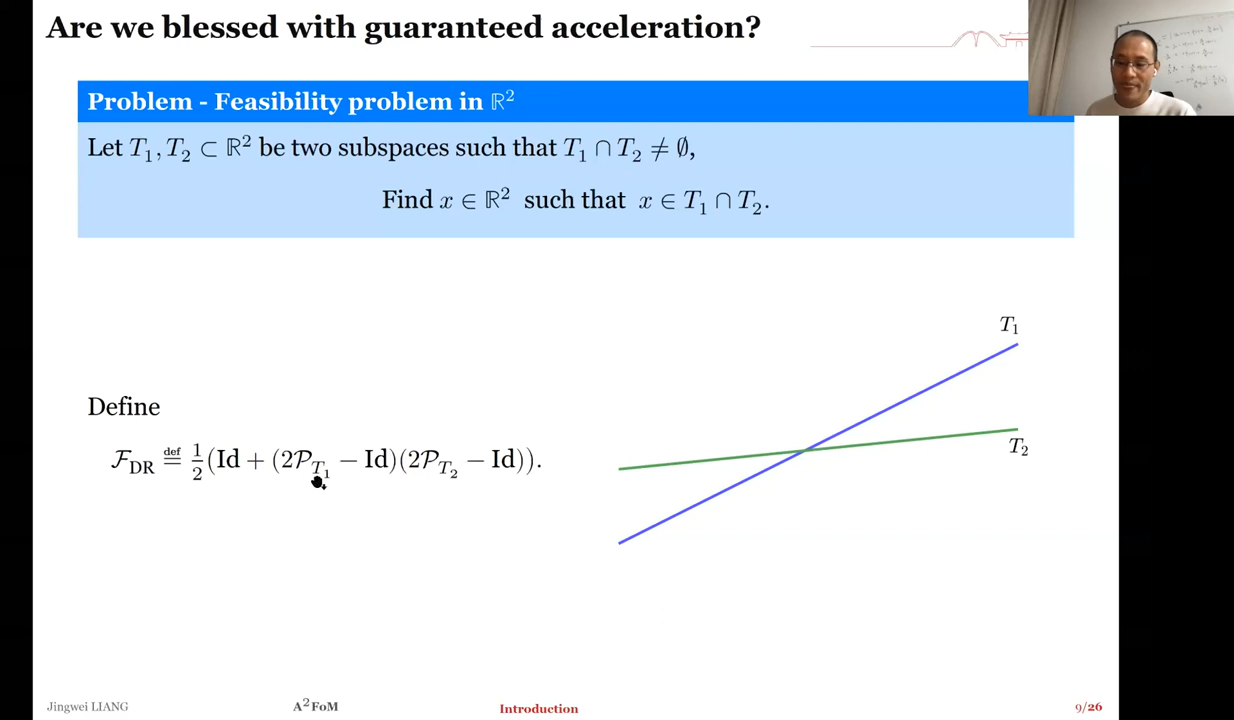 Are we blessed with guaranteed acceleration?
Problem - Feasibility problem in ℝ²
Let T₁, T₂ ⊂ ℝ² be two subspaces such that T₁ ∩ T₂ ≠ ∅,
Find x ∈ ℝ² such that x ∈ T₁ ∩ T₂.
T₁
Define
T₂
𝓕_DR ≝ ½(Id + (2𝒫_T₁ − Id)(2𝒫_T₂ − Id)).
Jingwei LIANG A²FoM Introduction 9/26